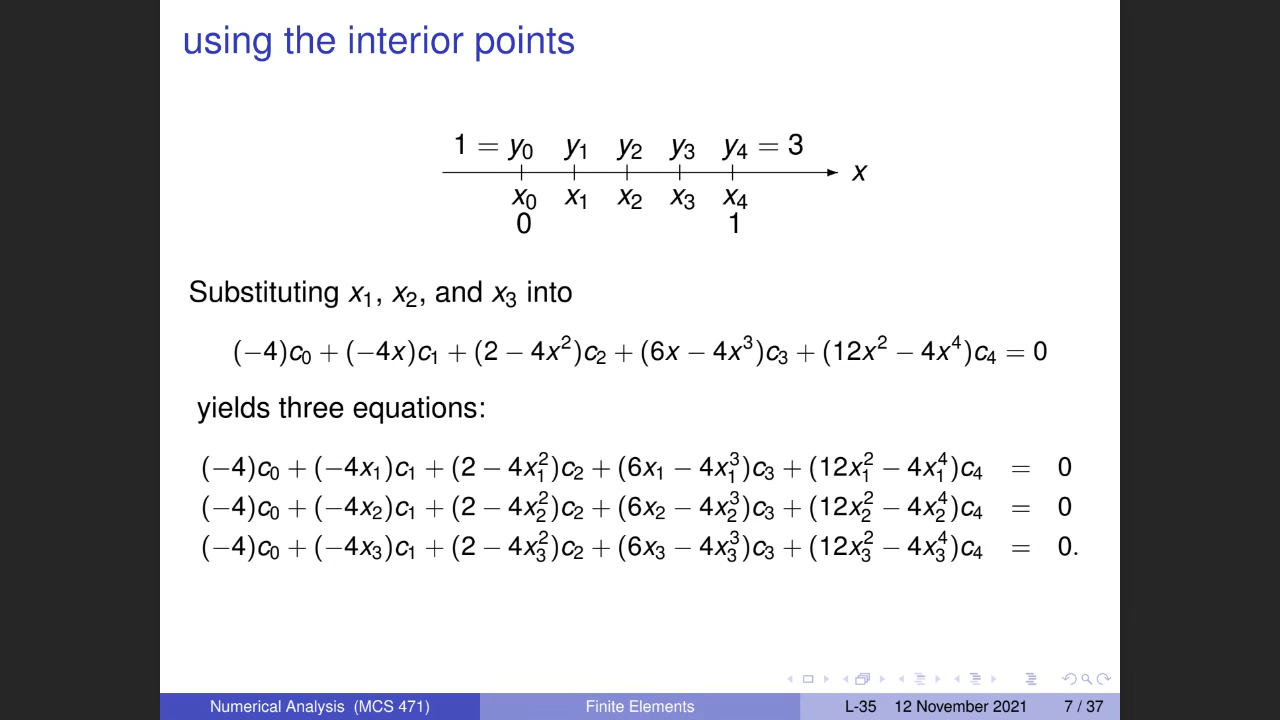 using the interior points
1 = y₀ y₁ y₂ y₃ y₄ = 3
x
x₀ x₁ x₂ x₃ x₄
0 1
Substituting x₁, x₂, and x₃ into
(−4)c₀ + (−4x)c₁ + (2 − 4x²)c₂ + (6x − 4x³)c₃ + (12x² − 4x⁴)c₄ = 0
yields three equations:
(−4)c₀ + (−4x₁)c₁ + (2 − 4x₁²)c₂ + (6x₁ − 4x₁³)c₃ + (12x₁² − 4x₁⁴)c₄ = 0
(−4)c₀ + (−4x₂)c₁ + (2 − 4x₂²)c₂ + (6x₂ − 4x₂³)c₃ + (12x₂² − 4x₂⁴)c₄ = 0
(−4)c₀ + (−4x₃)c₁ + (2 − 4x₃²)c₂ + (6x₃ − 4x₃³)c₃ + (12x₃² − 4x₃⁴)c₄ = 0.
Numerical Analysis (MCS 471) Finite Elements L-35 12 November 2021 7 / 37